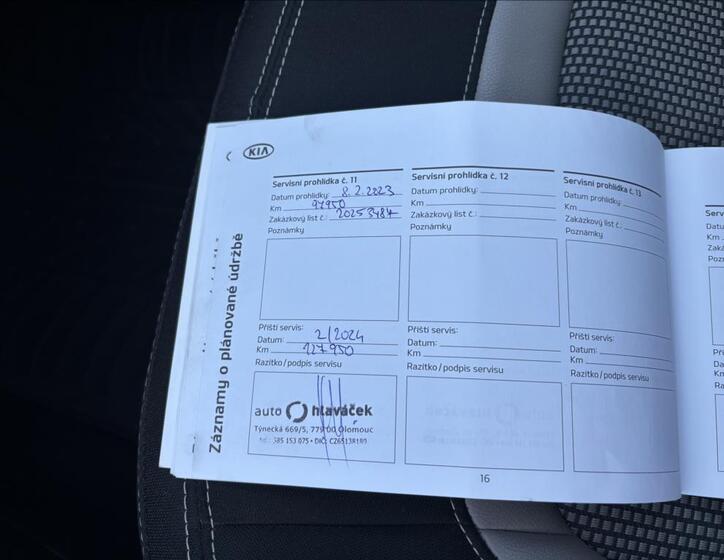 KIA
Záznamy o plánované údržbě
Servisní prohlídka č. 11
Datum prohlídky: 8.2.2023
Km 97950
Zakázkový list č.: 20253484
Poznámky
Příští servis:
Datum: 2/2024
Km 127950
Razítko/podpis servisu
auto hlaváček
Týnecká 669/5, 779 00 Olomouc
Servisní prohlídka č. 12
Datum prohlídky:
Km
Zakázkový list č.:
Poznámky
Příští servis:
Datum:
Km
Razítko/podpis servisu
Servisní prohlídka č. 13
Datum prohlídky:
Km
Zakázkový list č.:
Poznámky
Příští servis:
Datum:
Km
Razítko/podpis servisu
16